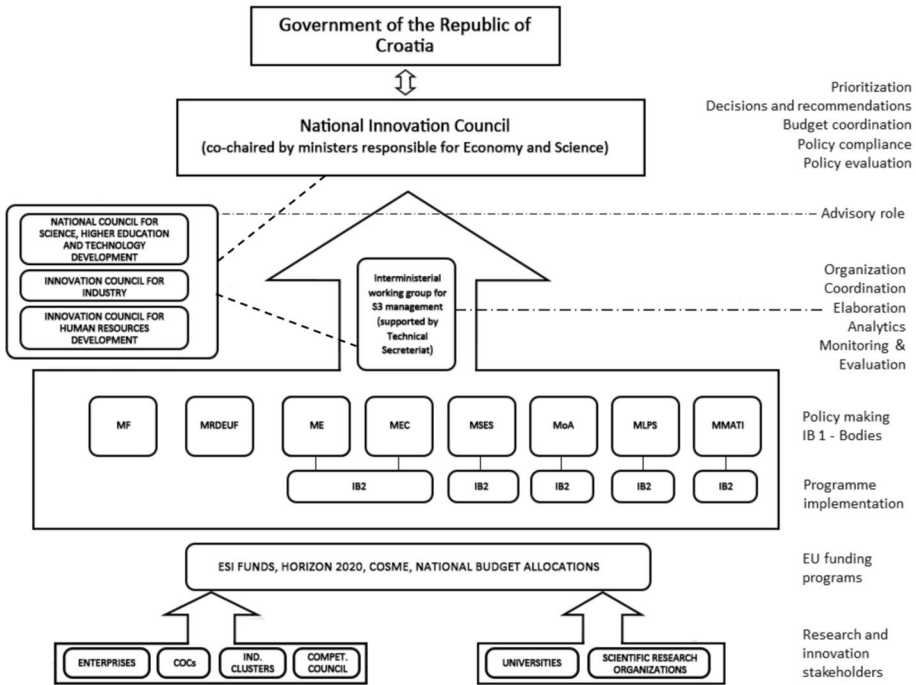 Government of the Republic of
Croatia
National Innovation Council
(co-chaired by ministers responsible for Economy and Science)
Prioritization
Decisions and recommendations
Budget coordination
Policy compliance
Policy evaluation
NATIONAL COUNCIL FOR
SCIENCE, HIGHER EDUCATION
AND TECHNOLOGY
DEVELOPMENT
INNOVATION COUNCIL FOR
INDUSTRY
INNOVATION COUNCIL FOR
HUMAN RESOURCES
DEVELOPMENT
Advisory role
Interministerial
working group for
S3 management
(supported by
Technical
Secreteriat)
Organization
Coordination
Elaboration
Analytics
Monitoring &
Evaluation
MF
MRDEUF
ME
MEC
MSES
MoA
MLPS
MMATI
Policy making
IB 1 - Bodies
IB2
IB2
IB2
IB2
IB2
Programme
implementation
ESI FUNDS, HORIZON 2020, COSME, NATIONAL BUDGET ALLOCATIONS
EU funding
programs
ENTERPRISES
COCs
IND.
CLUSTERS
COMPET.
COUNCIL
UNIVERSITIES
SCIENTIFIC RESEARCH
ORGANIZATIONS
Research and
innovation
stakeholders